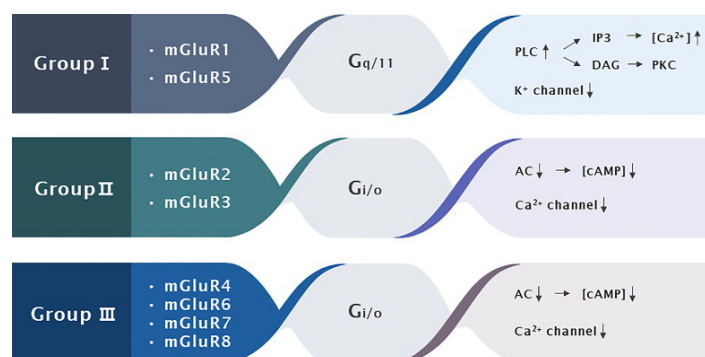 Group I
· mGluR1
· mGluR5
Gq/11
PLC ↑
IP3 → [Ca²⁺] ↑
DAG → PKC
K⁺ channel ↓
Group Ⅱ
· mGluR2
· mGluR3
Gi/o
AC ↓ → [cAMP] ↓
Ca²⁺ channel ↓
Group Ⅲ
· mGluR4
· mGluR6
· mGluR7
· mGluR8
Gi/o
AC ↓ → [cAMP] ↓
Ca²⁺ channel ↓